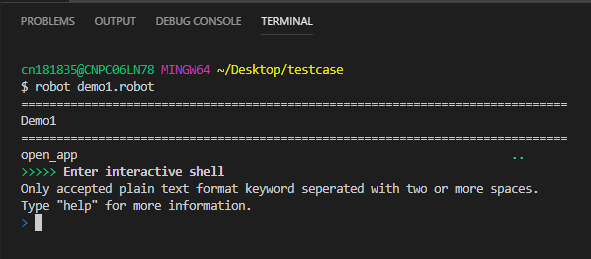 PROBLEMS OUTPUT DEBUG CONSOLE TERMINAL
cn181835@CNPC06LN78 MINGW64 ~/Desktop/testcase
$ robot demo1.robot
==============================================================================
Demo1
==============================================================================
open_app ..
>>>>> Enter interactive shell
Only accepted plain text format keyword seperated with two or more spaces.
Type "help" for more information.
>